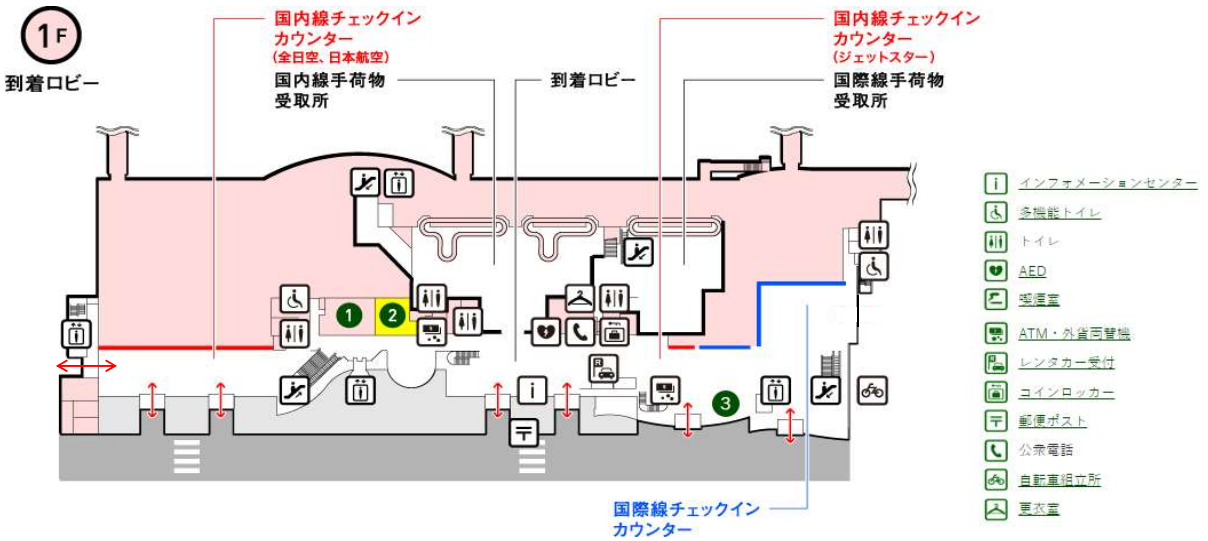 1F
到着ロビー
国内線チェックイン
カウンター
(全日空、日本航空)
国内線手荷物
受取所
到着ロビー
国内線チェックイン
カウンター
(ジェットスター)
国際線手荷物
受取所
1
2
3
i
〒
国際線チェックイン
カウンター
i インフォメーションセンター
多機能トイレ
トイレ
AED
喫煙室
ATM・外貨両替機
レンタカー受付
コインロッカー
〒 郵便ポスト
公衆電話
自転車組立所
更衣室